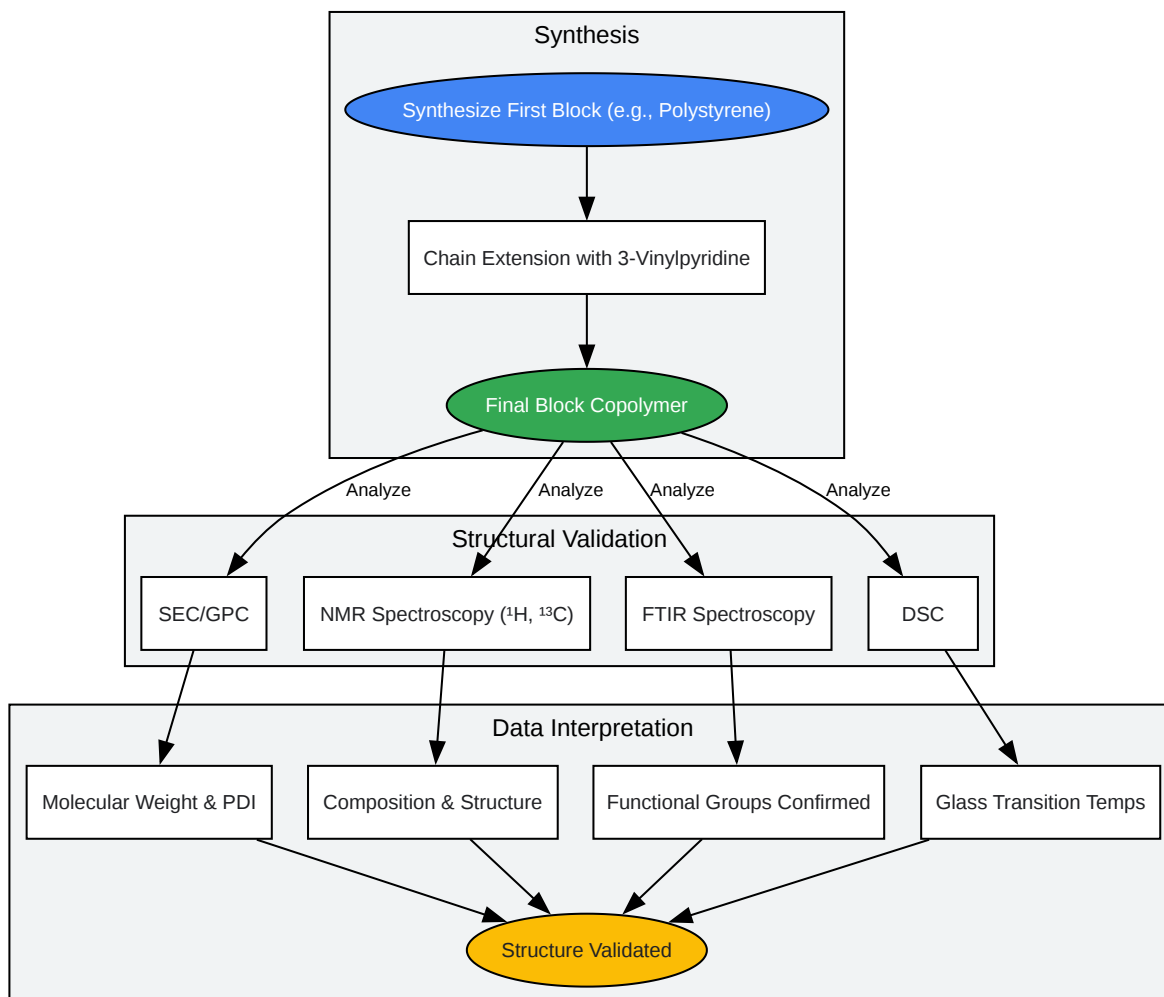 Synthesis
Synthesize First Block (e.g., Polystyrene)
Chain Extension with 3-Vinylpyridine
Final Block Copolymer
Analyze
Analyze
Analyze
Analyze
Structural Validation
SEC/GPC
NMR Spectroscopy (¹H, ¹³C)
FTIR Spectroscopy
DSC
Data Interpretation
Molecular Weight & PDI
Composition & Structure
Functional Groups Confirmed
Glass Transition Temps
Structure Validated